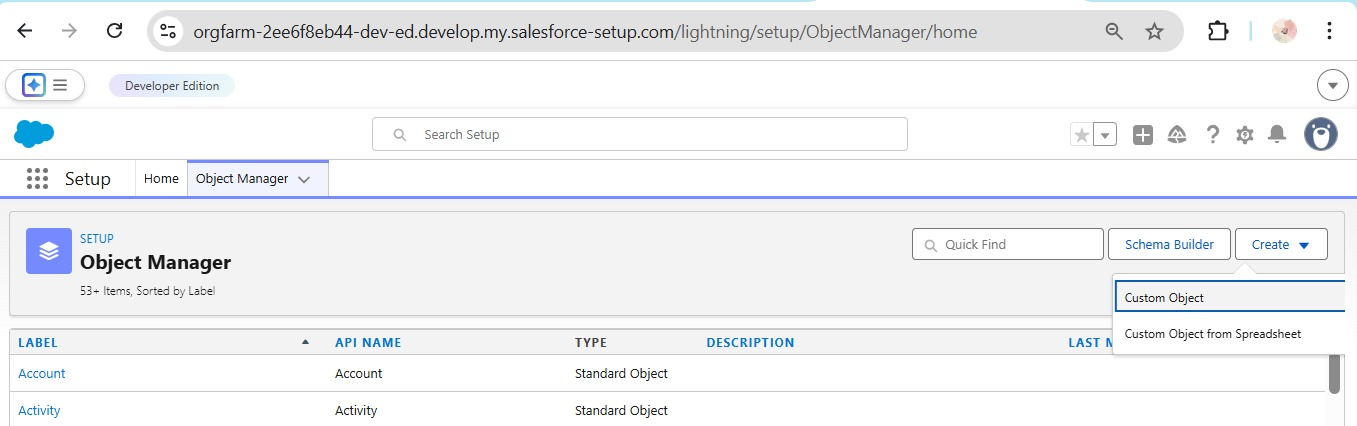 orgfarm-2ee6f8eb44-dev-ed.develop.my.salesforce-setup.com/lightning/setup/ObjectManager/home
Developer Edition
Search Setup
Setup Home Object Manager
SETUP
Object Manager
53+ Items, Sorted by Label
Quick Find Schema Builder Create
Custom Object
Custom Object from Spreadsheet
LABEL API NAME TYPE DESCRIPTION LAST M
Account Account Standard Object
Activity Activity Standard Object